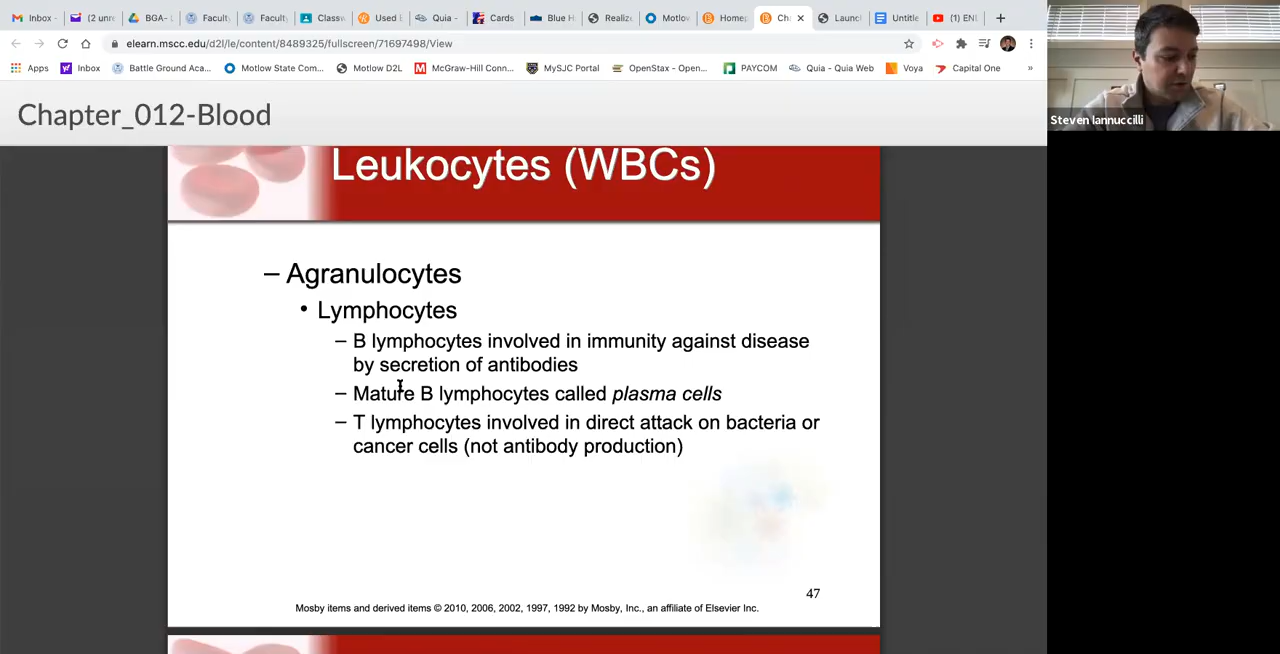 Inbox - (2 unre BGA- Faculty Faculty Classw Used Quia - Cards Blue H Realize Motlow Home Ch Launc Untitle (1) EN
elearn.mscc.edu/d2l/le/content/8489325/fullscreen/71697498/View
Apps Inbox Battle Ground Aca... Motlow State Com... Motlow D2L McGraw-Hill Conn... MySJC Portal OpenStax - Open... PAYCOM Quia - Quia Web Voya Capital One »
Steven Iannuccilli
Chapter_012-Blood
Leukocytes (WBCs)
– Agranulocytes
• Lymphocytes
– B lymphocytes involved in immunity against disease
by secretion of antibodies
– Mature B lymphocytes called plasma cells
– T lymphocytes involved in direct attack on bacteria or
cancer cells (not antibody production)
47
Mosby items and derived items © 2010, 2006, 2002, 1997, 1992 by Mosby, Inc., an affiliate of Elsevier Inc.